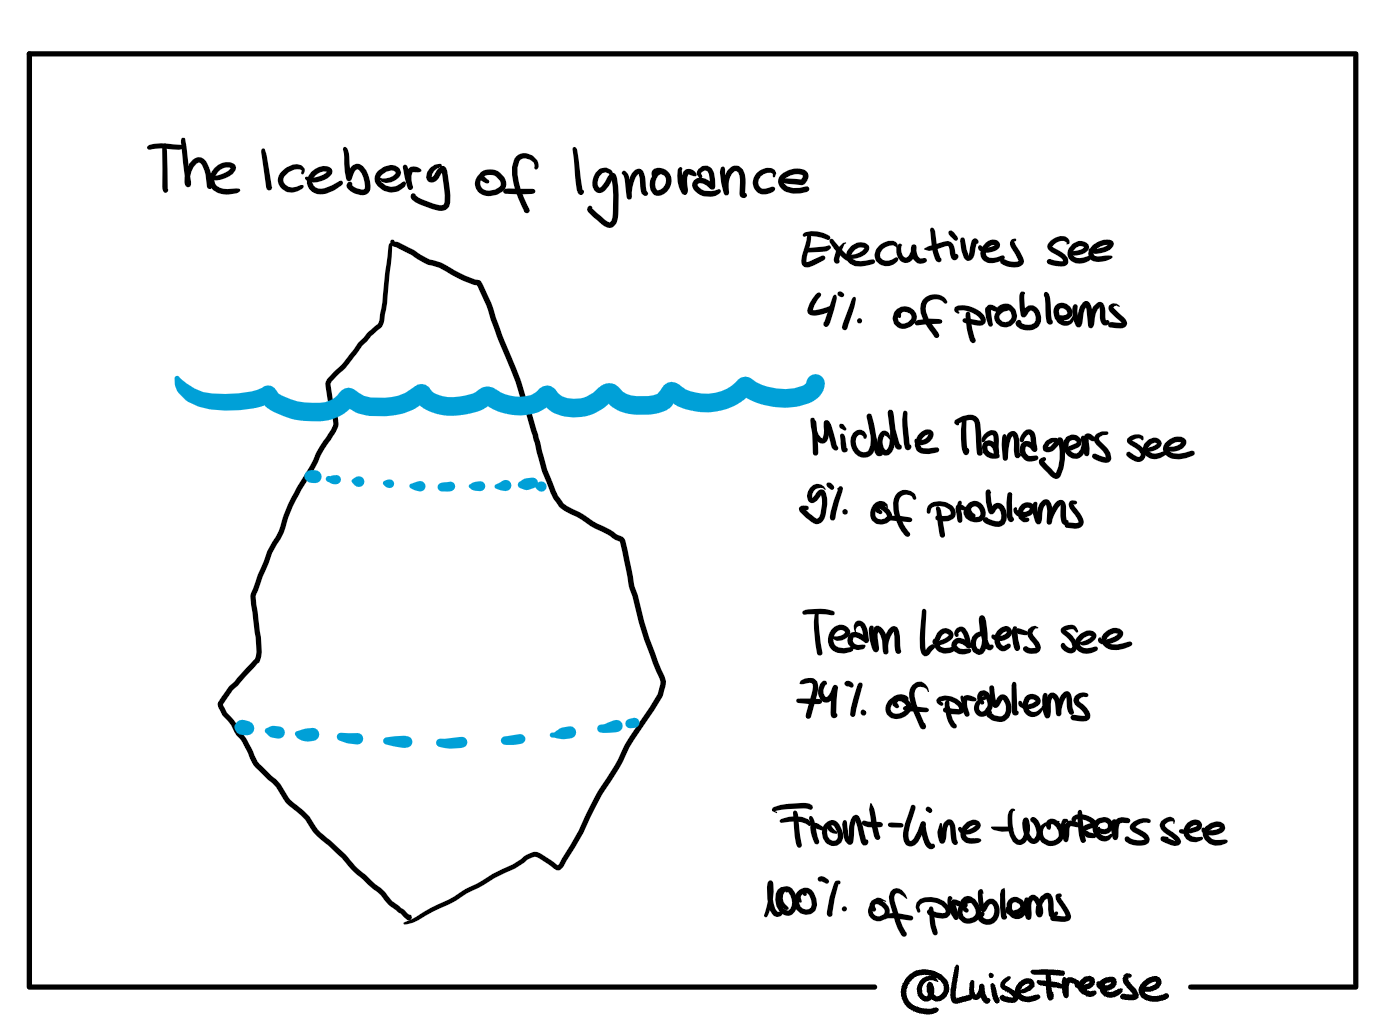 The Iceberg of Ignorance
Executives see
4% of problems
Middle Managers see
9% of problems
Team Leaders see
74% of problems
Front-Line-Workers see
100% of problems
@LuiseFreese